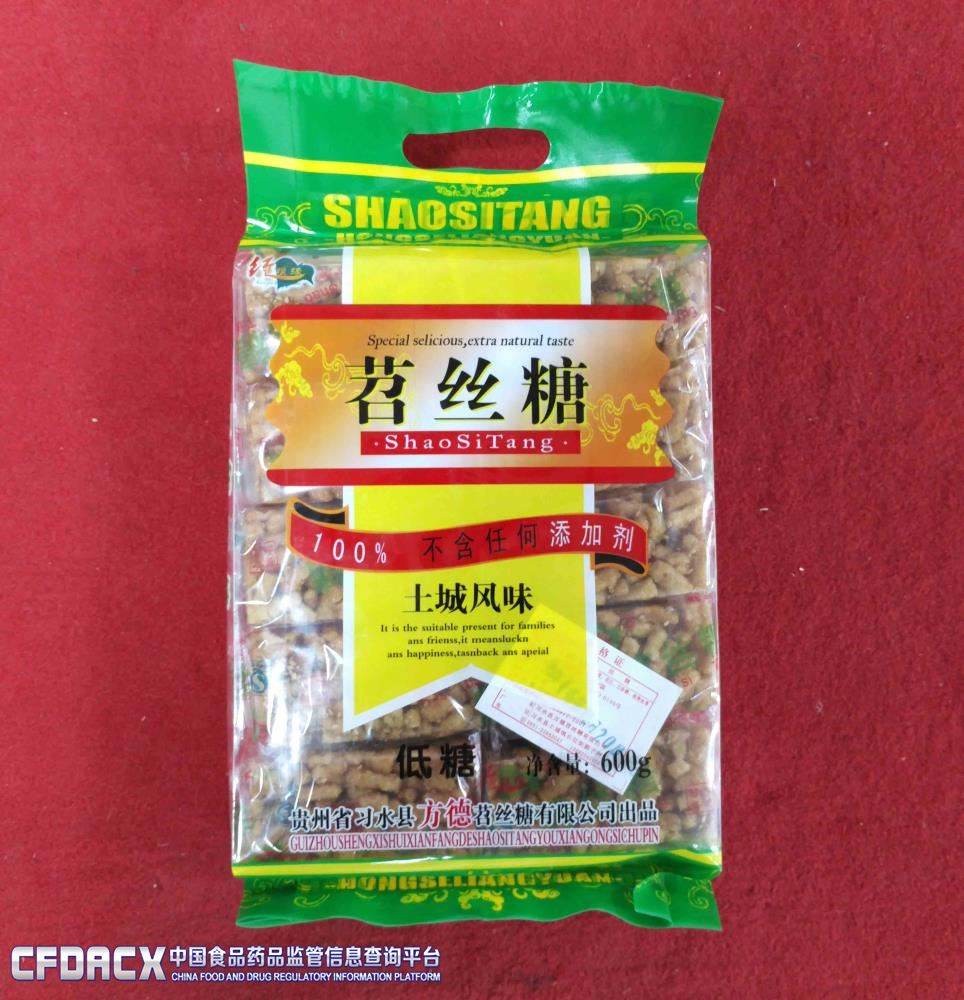 SHAOSITANG
Special selicious,extra natural taste
苕丝糖
·ShaoSiTang·
100% 不含任何添加剂
土城风味
It is the suitable present for families
ans frienss,it meansluckn
ans happiness,tasnback ans apeial
格证
低糖
净含量：600g
贵州省习水县方德苕丝糖有限公司出品
GUIZHOUSHENGXISHUIXIANFANGDESHAOSITANGYOUXIANGONGSICHUPIN
HONGSELIANGYUAN
CFDACX 中国食品药品监管信息查询平台
CHINA FOOD AND DRUG REGULATORY INFORMATION PLATFORM